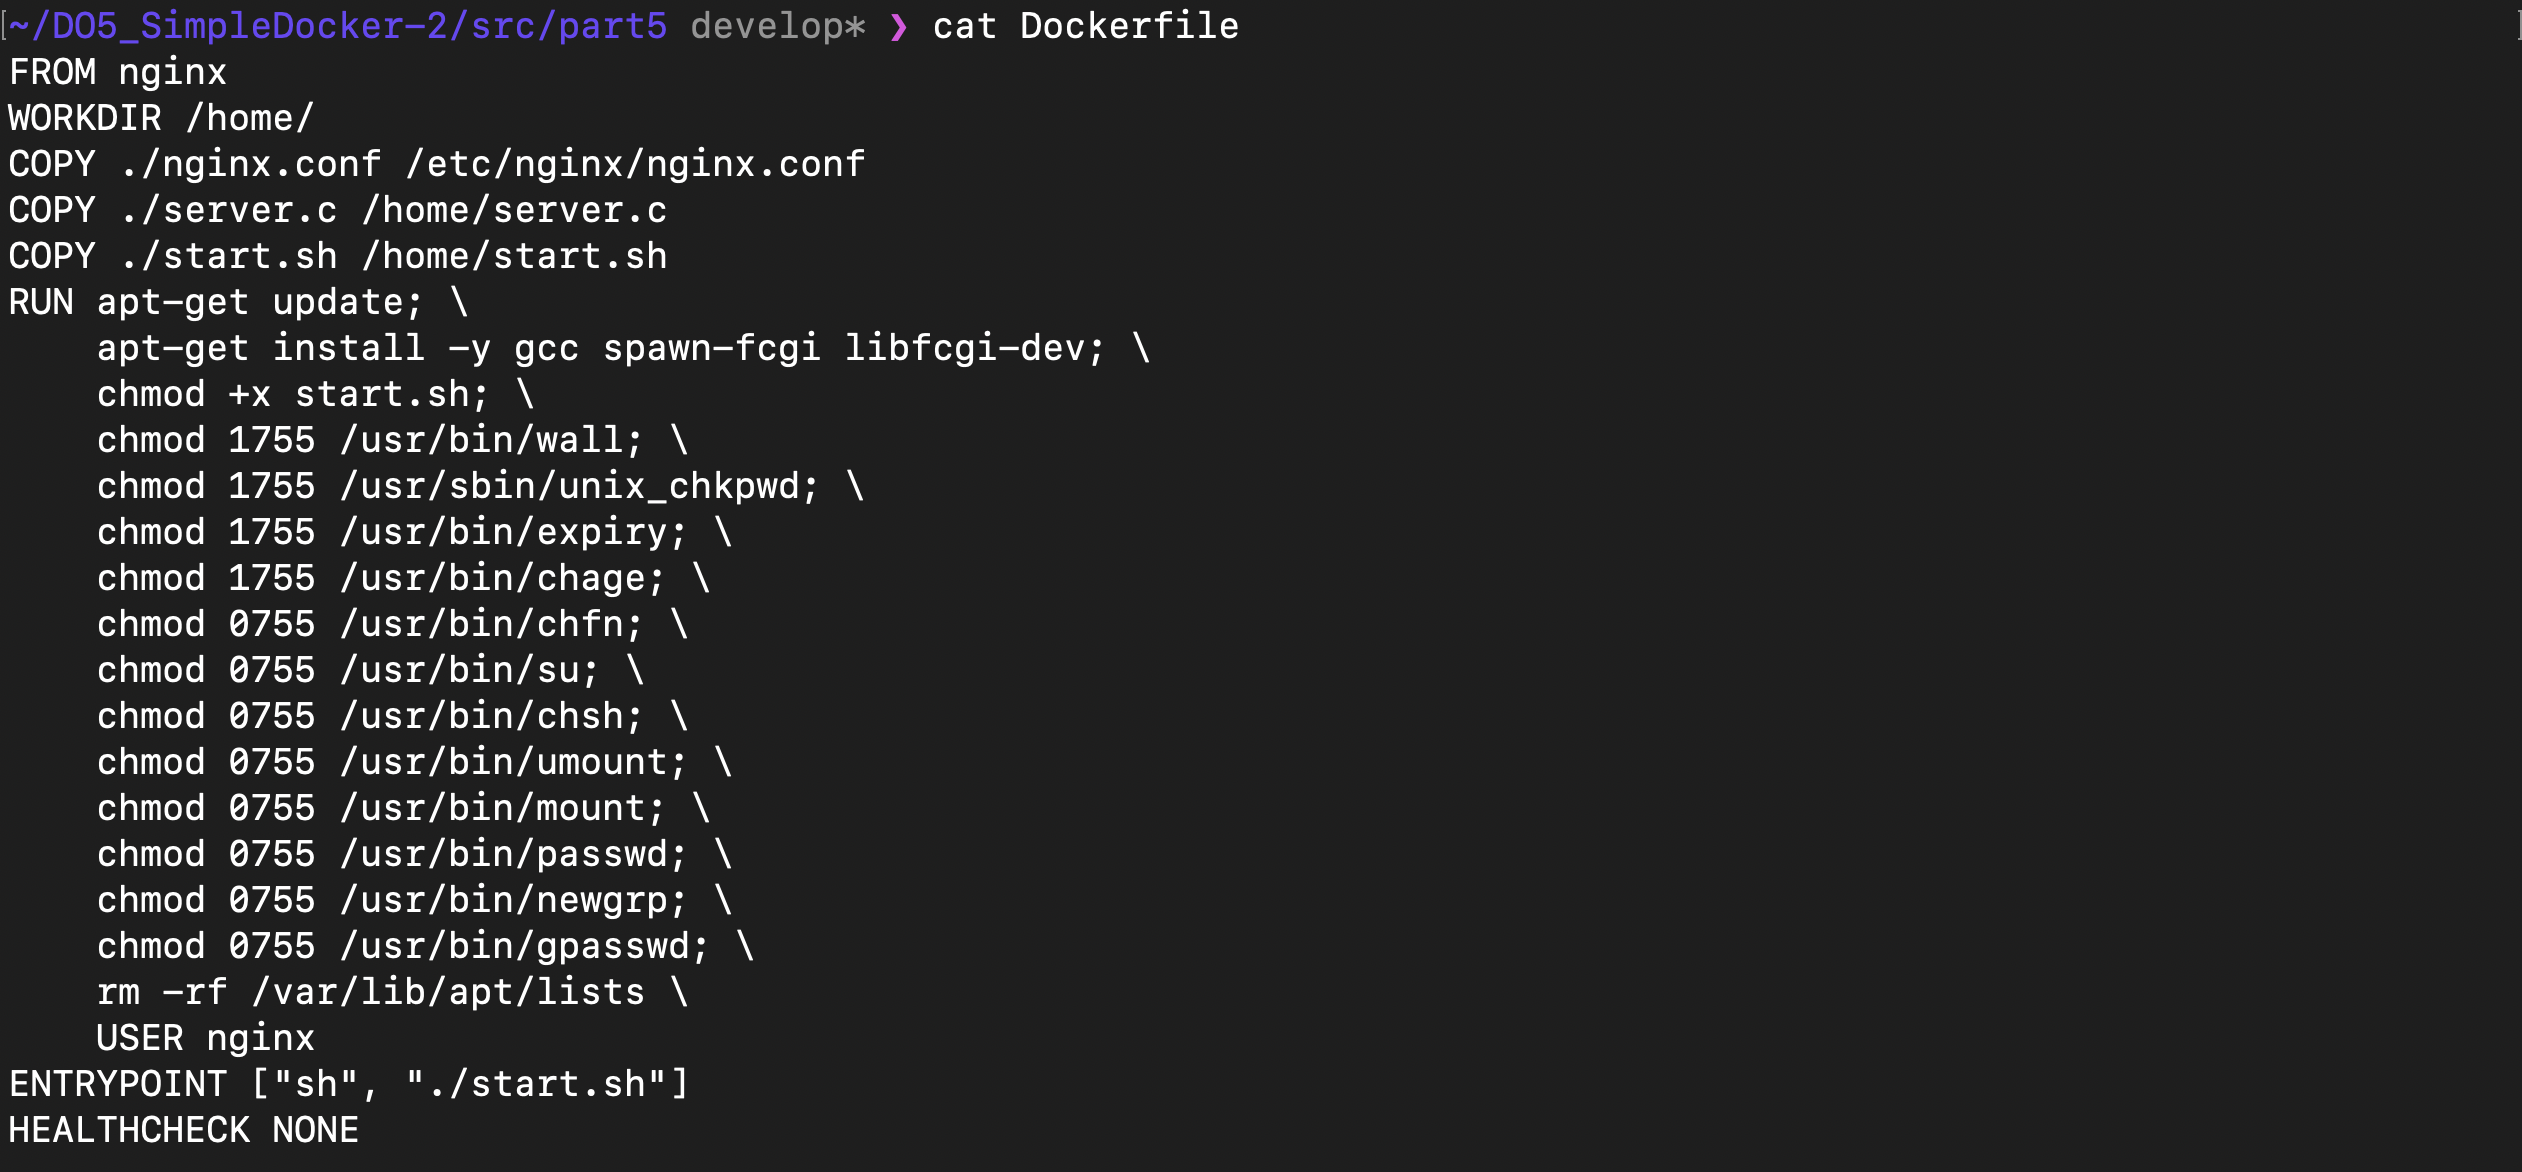 [~/DO5_SimpleDocker-2/src/part5 develop* ❯ cat Dockerfile ]
FROM nginx
WORKDIR /home/
COPY ./nginx.conf /etc/nginx/nginx.conf
COPY ./server.c /home/server.c
COPY ./start.sh /home/start.sh
RUN apt-get update; \
    apt-get install -y gcc spawn-fcgi libfcgi-dev; \
    chmod +x start.sh; \
    chmod 1755 /usr/bin/wall; \
    chmod 1755 /usr/sbin/unix_chkpwd; \
    chmod 1755 /usr/bin/expiry; \
    chmod 1755 /usr/bin/chage; \
    chmod 0755 /usr/bin/chfn; \
    chmod 0755 /usr/bin/su; \
    chmod 0755 /usr/bin/chsh; \
    chmod 0755 /usr/bin/umount; \
    chmod 0755 /usr/bin/mount; \
    chmod 0755 /usr/bin/passwd; \
    chmod 0755 /usr/bin/newgrp; \
    chmod 0755 /usr/bin/gpasswd; \
    rm -rf /var/lib/apt/lists \
    USER nginx
ENTRYPOINT ["sh", "./start.sh"]
HEALTHCHECK NONE